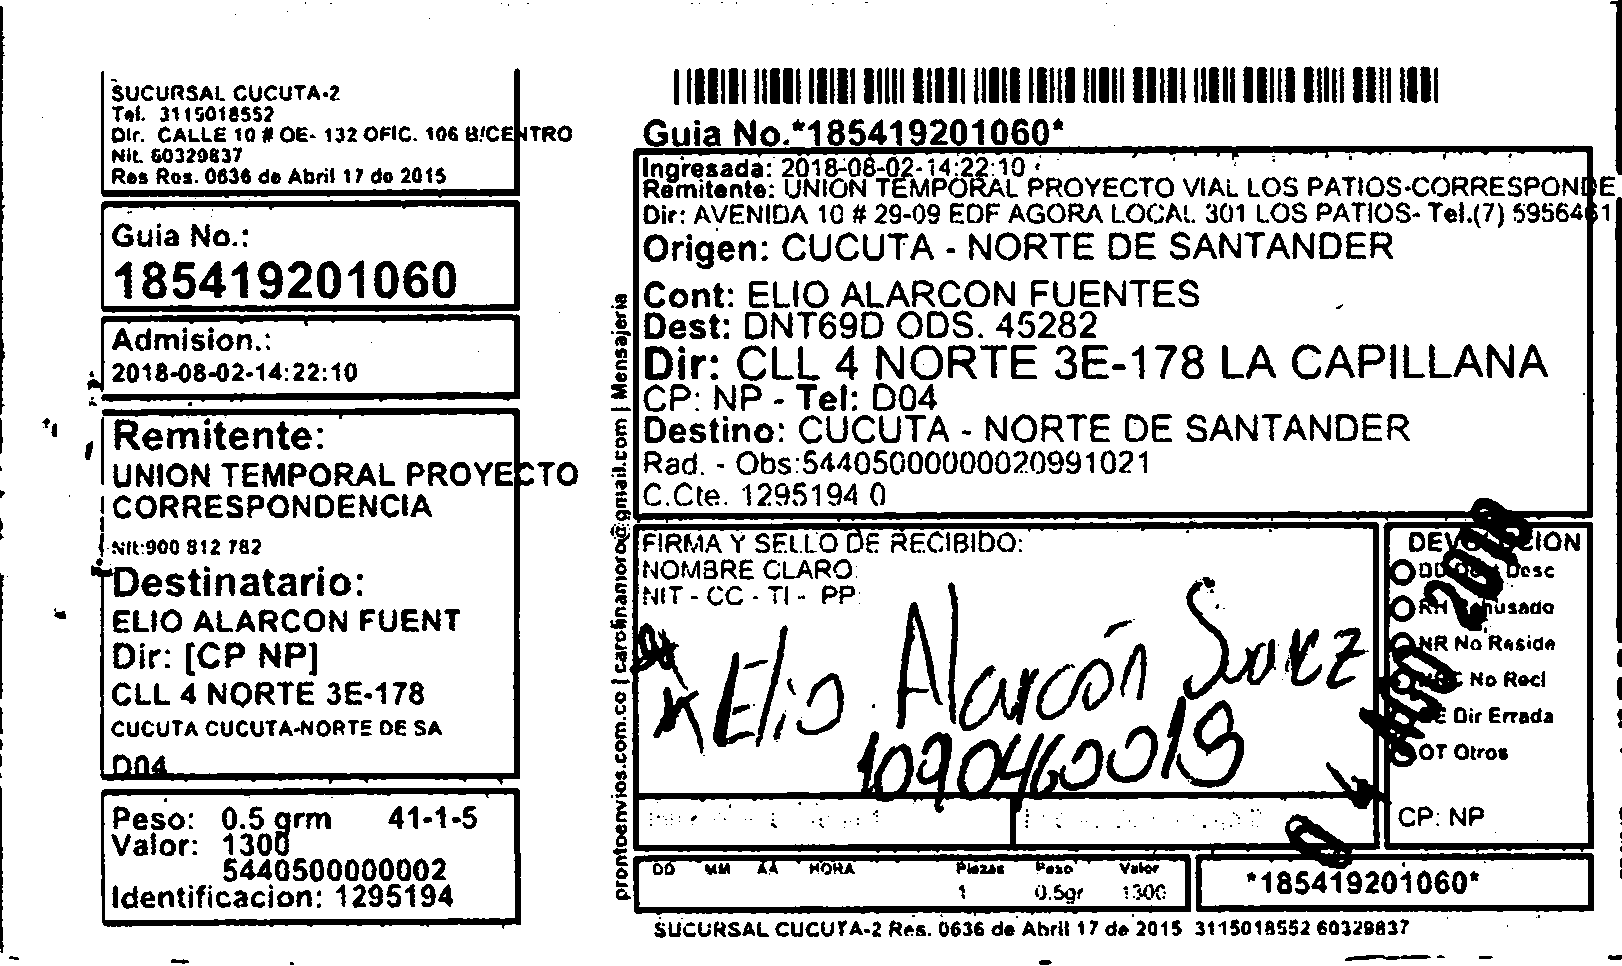 SUCURSAL CUCUTA-2
Tel. 3115018552
Dir. CALLE 10 # OE- 132 OFIC. 106 B/CENTRO
Nit. 60329837
Res Ros. 0636 de Abril 17 do 2015
Guia No.:
185419201060
Admision.:
2018-08-02-14:22:10
Remitente:
UNION TEMPORAL PROYECTO
CORRESPONDENCIA
Nit:900 812 782
Destinatario:
ELIO ALARCON FUENT
Dir: [CP NP]
CLL 4 NORTE 3E-178
CUCUTA CUCUTA-NORTE DE SA
D04
Peso: 0.5 grm 41-1-5
Valor: 1300
5440500000002
Identificacion: 1295194
prontoenvios.com.co | carolinamoro@gmail.com | Mensajeria
Guia No.*185419201060*
Ingresada: 2018-08-02-14:22:10
Remitente: UNION TEMPORAL PROYECTO VIAL LOS PATIOS-CORRESPONDE
Dir: AVENIDA 10 # 29-09 EDF AGORA LOCAL 301 LOS PATIOS- Tel.(7) 5956461
Origen: CUCUTA - NORTE DE SANTANDER
Cont: ELIO ALARCON FUENTES
Dest: DNT69D ODS. 45282
Dir: CLL 4 NORTE 3E-178 LA CAPILLANA
CP: NP - Tel: D04
Destino: CUCUTA - NORTE DE SANTANDER
Rad. - Obs:54405000000020991021
C.Cte. 1295194 0
FIRMA Y SELLO DE RECIBIDO:
NOMBRE CLARO:
NIT - CC - TI - PP:
Elio Alarcón Suarez
1090460019
DEVOLUCION
Desc
RH Rehusado
NR No Reside
No Recl
DE Dir Errada
OT Otros
2018
CP: NP
DD MM AA HORA Piezas Peso Valor
1 0.5gr 1300
*185419201060*
SUCURSAL CUCUTA-2 Res. 0636 de Abril 17 de 2015 3115018552 60329837